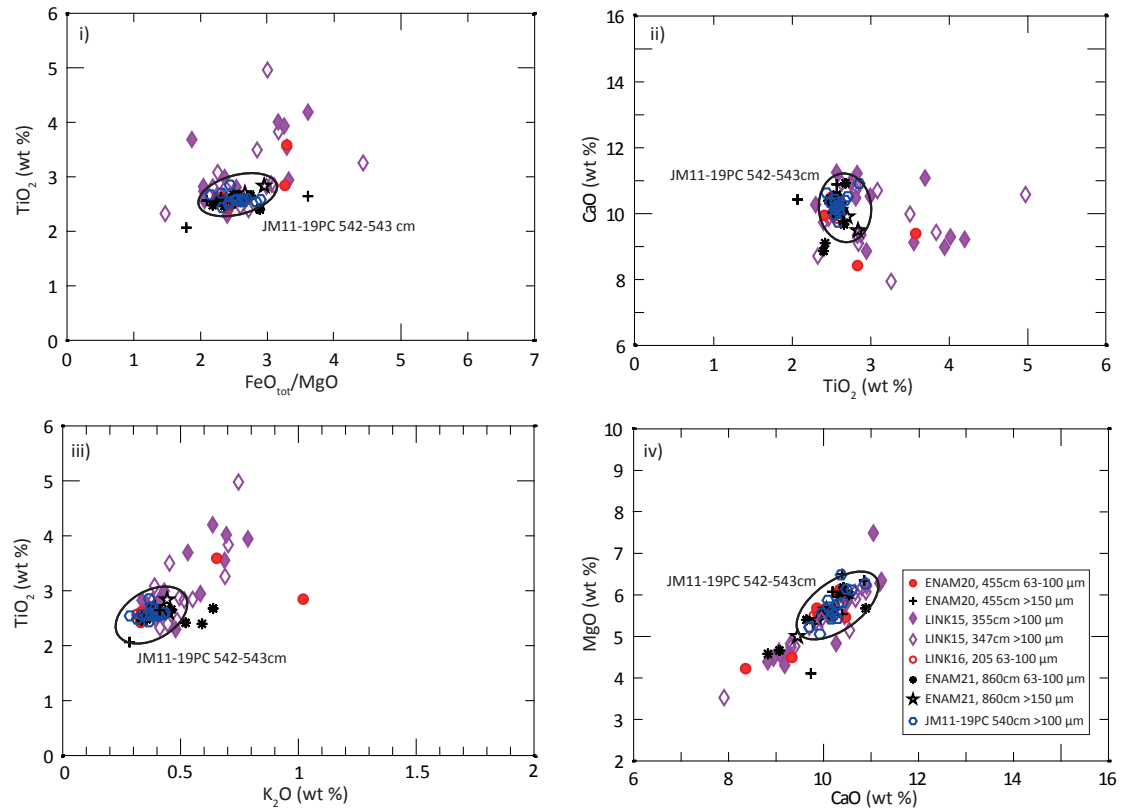 i)
6
5
4
3
2
1
0
TiO2 (wt %)
JM11-19PC 542-543 cm
0 1 2 3 4 5 6 7
FeOtot/MgO
ii)
16
14
12
10
8
6
CaO (wt %)
JM11-19PC 542-543cm
0 1 2 3 4 5 6
TiO2 (wt %)
iii)
6
5
4
3
2
1
0
TiO2 (wt %)
JM11-19PC 542-543cm
0 0.5 1 1.5 2
K2O (wt %)
iv)
10
9
8
7
6
5
4
3
2
MgO (wt %)
JM11-19PC 542-543cm
ENAM20, 455cm 63-100 µm
ENAM20, 455cm >150 µm
LINK15, 355cm >100 µm
LINK15, 347cm >100 µm
LINK16, 205 63-100 µm
ENAM21, 860cm 63-100 µm
ENAM21, 860cm >150 µm
JM11-19PC 540cm >100 µm
6 8 10 12 14 16
CaO (wt %)